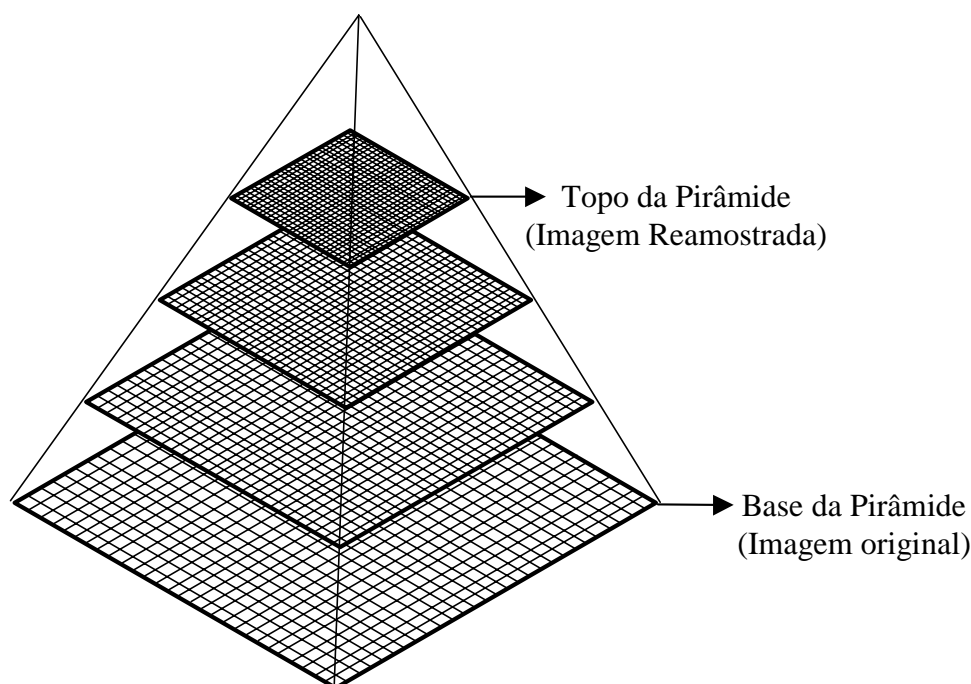 Topo da Pirâmide
(Imagem Reamostrada)
Base da Pirâmide
(Imagem original)